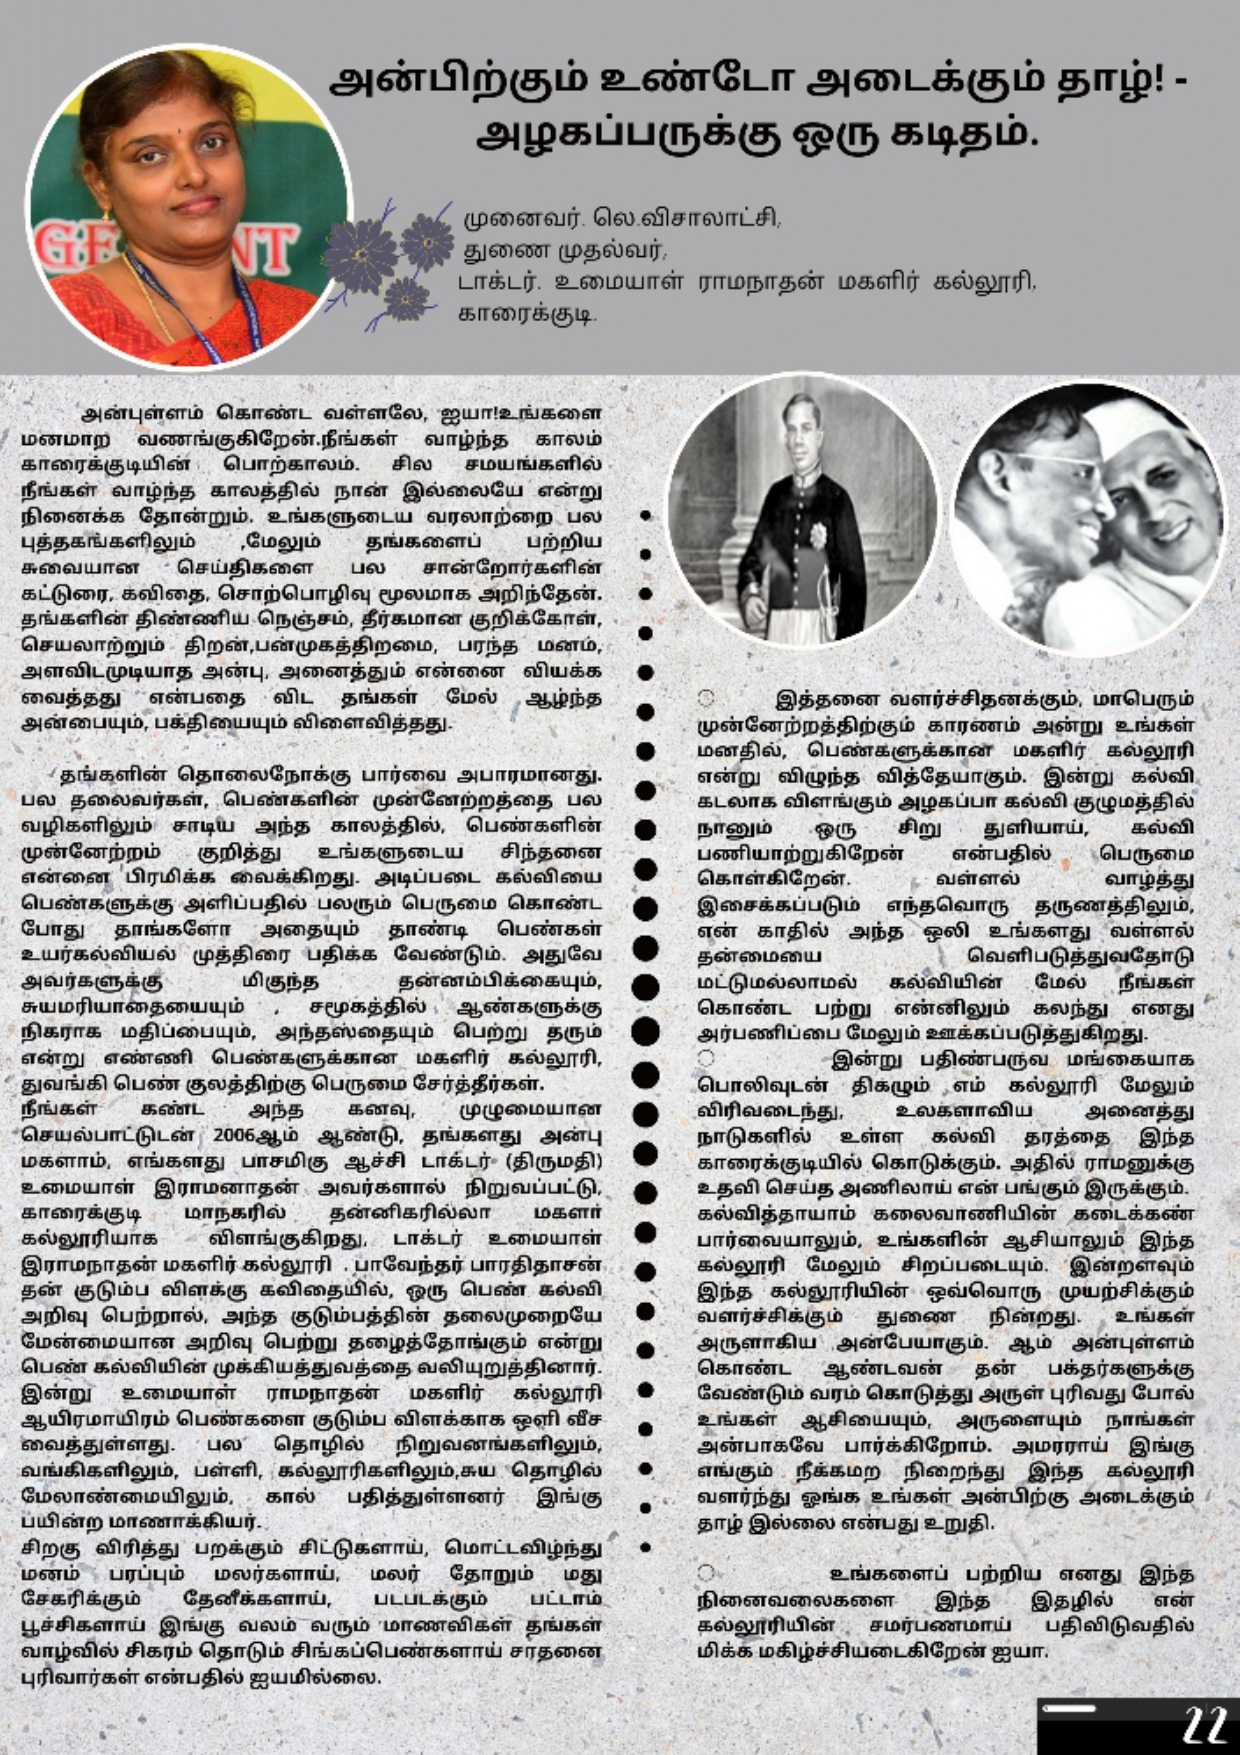 அன்பிற்கும் உண்டோ அடைக்கும் தாழ்! -
அழகப்பருக்கு ஒரு கடிதம்.
GE NT
முனைவர். லெ.விசாலாட்சி,
துணை முதல்வர்,
டாக்டர். உமையாள் ராமநாதன் மகளிர் கல்லூரி,
காரைக்குடி.
அன்புள்ளம் கொண்ட வள்ளலே, ஐயா!உங்களை
மனமாற வணங்குகிறேன்.நீங்கள் வாழ்ந்த காலம்
காரைக்குடியின் பொற்காலம். சில சமயங்களில்
நீங்கள் வாழ்ந்த காலத்தில் நான் இல்லையே என்று
நினைக்க தோன்றும். உங்களுடைய வரலாற்றை பல
புத்தகங்களிலும் ,மேலும் தங்களைப் பற்றிய
சுவையான செய்திகளை பல சான்றோர்களின்
கட்டுரை, கவிதை, சொற்பொழிவு மூலமாக அறிந்தேன்.
தங்களின் திண்ணிய நெஞ்சம், தீர்கமான குறிக்கோள்,
செயலாற்றும் திறன்,பன்முகத்திறமை, பரந்த மனம்,
அளவிடமுடியாத அன்பு, அனைத்தும் என்னை வியக்க
வைத்தது என்பதை விட தங்கள் மேல் ஆழ்ந்த
அன்பையும், பக்தியையும் விளைவித்தது.
தங்களின் தொலைநோக்கு பார்வை அபாரமானது.
பல தலைவர்கள், பெண்களின் முன்னேற்றத்தை பல
வழிகளிலும் சாடிய அந்த காலத்தில், பெண்களின்
முன்னேற்றம் குறித்து உங்களுடைய சிந்தனை
என்னை பிரமிக்க வைக்கிறது. அடிப்படை கல்வியை
பெண்களுக்கு அளிப்பதில் பலரும் பெருமை கொண்ட
போது தாங்களோ அதையும் தாண்டி பெண்கள்
உயர்கல்வியல் முத்திரை பதிக்க வேண்டும். அதுவே
அவர்களுக்கு மிகுந்த தன்னம்பிக்கையும்,
சுயமரியாதையையும் , சமூகத்தில் ஆண்களுக்கு
நிகராக மதிப்பையும், அந்தஸ்தையும் பெற்று தரும்
என்று எண்ணி பெண்களுக்கான மகளிர் கல்லூரி,
துவங்கி பெண் குலத்திற்கு பெருமை சேர்த்தீர்கள்.
நீங்கள் கண்ட அந்த கனவு, முழுமையான
செயல்பாட்டுடன் 2006ஆம் ஆண்டு, தங்களது அன்பு
மகளாம், எங்களது பாசமிகு ஆச்சி டாக்டர் (திருமதி)
உமையாள் இராமனாதன் அவர்களால் நிறுவப்பட்டு,
காரைக்குடி மாநகரில் தன்னிகரில்லா மகளர்
கல்லூரியாக விளங்குகிறது, டாக்டர் உமையாள்
இராமநாதன் மகளிர் கல்லூரி . பாவேந்தர் பாரதிதாசன்
தன் குடும்ப விளக்கு கவிதையில், ஒரு பெண் கல்வி
அறிவு பெற்றால், அந்த குடும்பத்தின் தலைமுறையே
மேன்மையான அறிவு பெற்று தழைத்தோங்கும் என்று
பெண் கல்வியின் முக்கியத்துவத்தை வலியுறுத்தினார்.
இன்று உமையாள் ராமநாதன் மகளிர் கல்லூரி
ஆயிரமாயிரம் பெண்களை குடும்ப விளக்காக ஒளி வீச
வைத்துள்ளது. பல தொழில் நிறுவனங்களிலும்,
வங்கிகளிலும், பள்ளி, கல்லூரிகளிலும்,சுய தொழில்
மேலாண்மையிலும், கால் பதித்துள்ளனர் இங்கு
பயின்ற மாணாக்கியர்.
சிறகு விரித்து பறக்கும் சிட்டுகளாய், மொட்டவிழ்ந்து
மனம் பரப்பும் மலர்களாய், மலர் தோறும் மது
சேகரிக்கும் தேனீக்களாய், படபடக்கும் பட்டாம்
பூச்சிகளாய் இங்கு வலம் வரும் மாணவிகள் தங்கள்
வாழ்வில் சிகரம் தொடும் சிங்கப்பெண்களாய் சாதனை
புரிவார்கள் என்பதில் ஐயமில்லை.
இத்தனை வளர்ச்சிதனக்கும், மாபெரும்
முன்னேற்றத்திற்கும் காரணம் அன்று உங்கள்
மனதில், பெண்களுக்கான மகளிர் கல்லூரி
என்று விழுந்த வித்தேயாகும். இன்று கல்வி
கடலாக விளங்கும் அழகப்பா கல்வி குழுமத்தில்
நானும் ஒரு சிறு துளியாய், கல்வி
பணியாற்றுகிறேன் என்பதில் பெருமை
கொள்கிறேன். வள்ளல் வாழ்த்து
இசைக்கப்படும் எந்தவொரு தருணத்திலும்,
என் காதில் அந்த ஒலி உங்களது வள்ளல்
தன்மையை வெளிபடுத்துவதோடு
மட்டுமல்லாமல் கல்வியின் மேல் நீங்கள்
கொண்ட பற்று என்னிலும் கலந்து எனது
அர்பணிப்பை மேலும் ஊக்கப்படுத்துகிறது.
இன்று பதிண்பருவ மங்கையாக
பொலிவுடன் திகழும் எம் கல்லூரி மேலும்
விரிவடைந்து, உலகளாவிய அனைத்து
நாடுகளில் உள்ள கல்வி தரத்தை இந்த
காரைக்குடியில் கொடுக்கும். அதில் ராமனுக்கு
உதவி செய்த அணிலாய் என் பங்கும் இருக்கும்.
கல்வித்தாயாம் கலைவாணியின் கடைக்கண்
பார்வையாலும், உங்களின் ஆசியாலும் இந்த
கல்லூரி மேலும் சிறப்படையும். இன்றளவும்
இந்த கல்லூரியின் ஒவ்வொரு முயற்சிக்கும்
வளர்ச்சிக்கும் துணை நின்றது. உங்கள்
அருளாகிய அன்பேயாகும். ஆம் அன்புள்ளம்
கொண்ட ஆண்டவன் தன் பக்தர்களுக்கு
வேண்டும் வரம் கொடுத்து அருள் புரிவது போல்
உங்கள் ஆசியையும், அருளையும் நாங்கள்
அன்பாகவே பார்க்கிறோம். அமரராய் இங்கு
எங்கும் நீக்கமற நிறைந்து இந்த கல்லூரி
வளர்ந்து ஓங்க உங்கள் அன்பிற்கு அடைக்கும்
தாழ் இல்லை என்பது உறுதி.
உங்களைப் பற்றிய எனது இந்த
நினைவலைகளை இந்த இதழில் என்
கல்லூரியின் சமர்பணமாய் பதிவிடுவதில்
மிக்க மகிழ்ச்சியடைகிறேன் ஐயா.
22